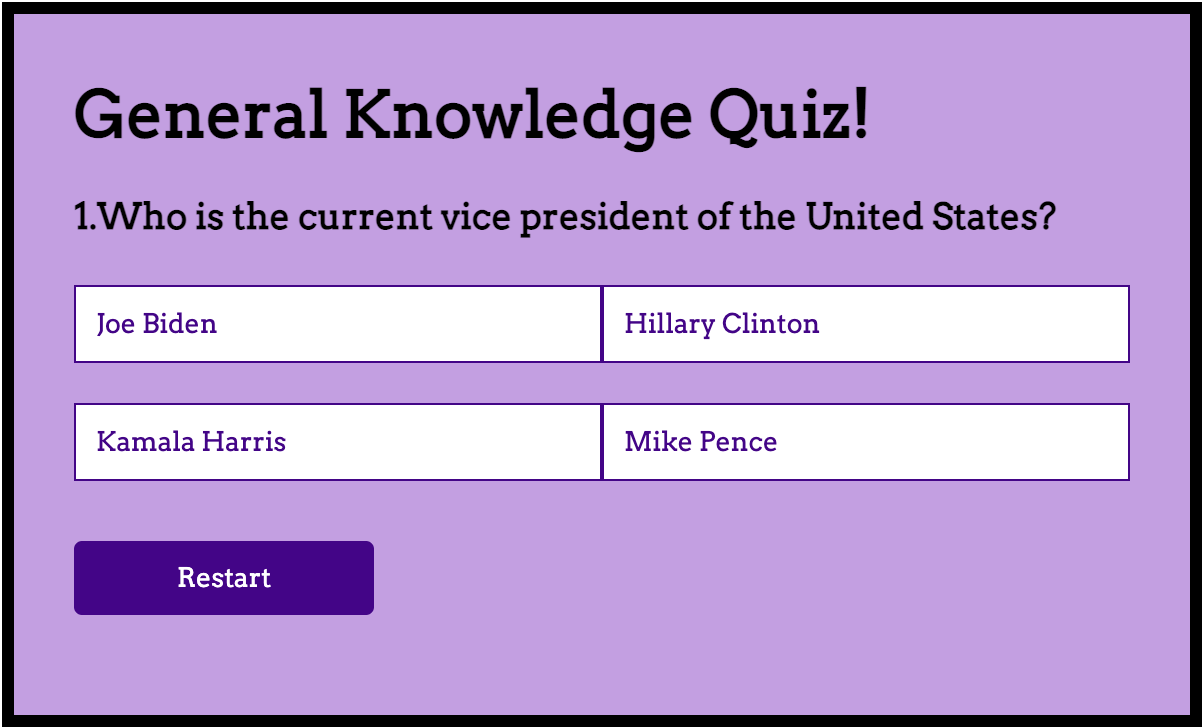 General Knowledge Quiz!
1.Who is the current vice president of the United States?
Joe Biden
Hillary Clinton
Kamala Harris
Mike Pence
Restart